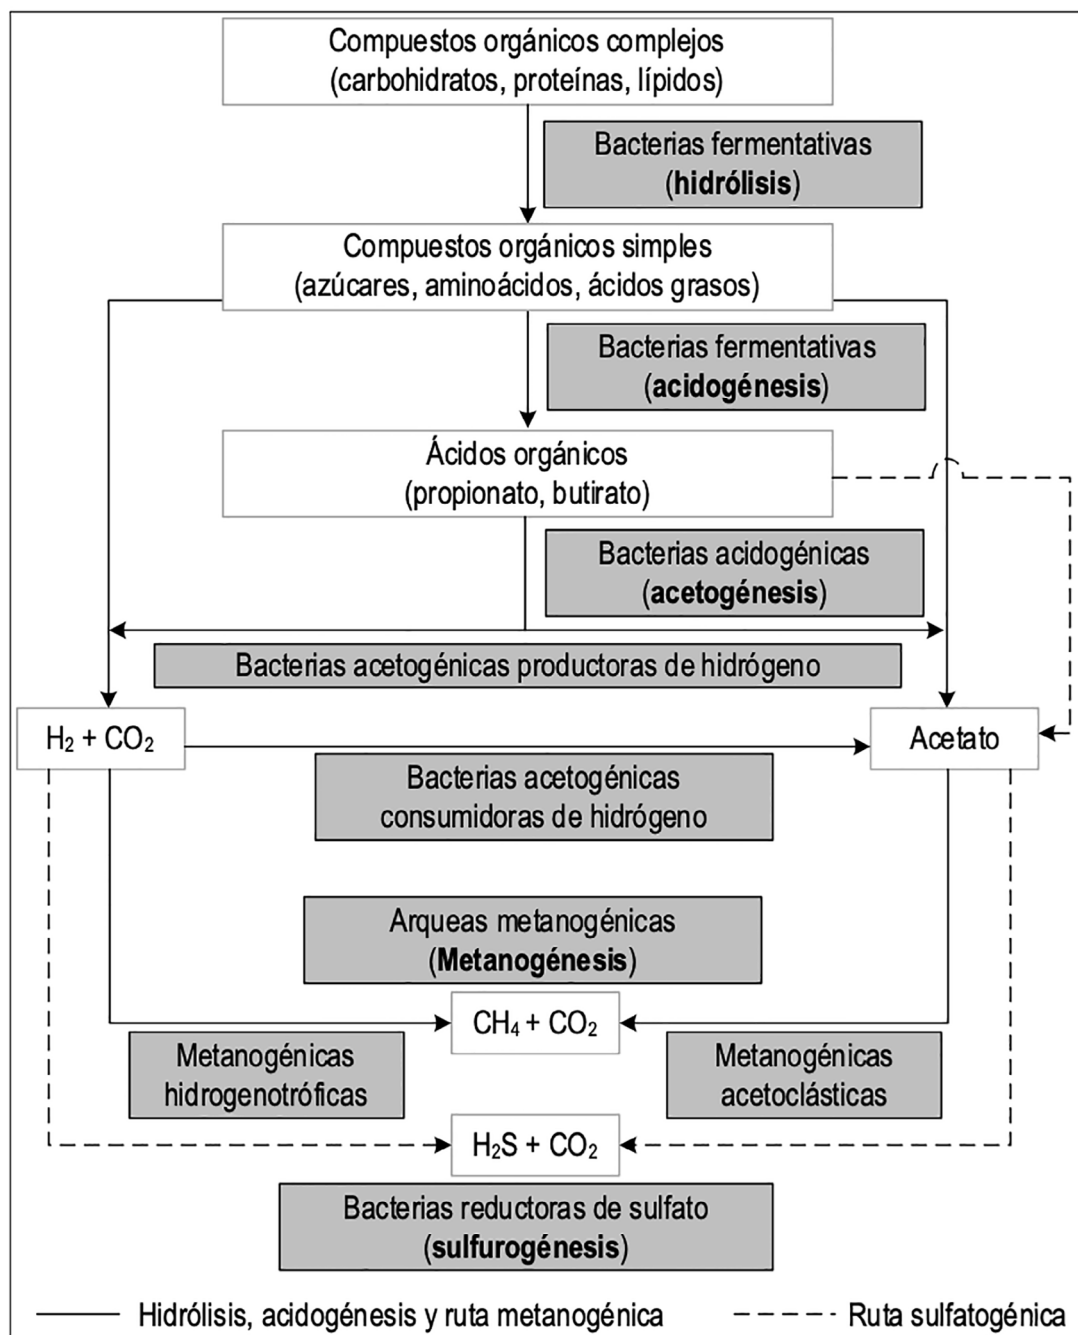 Compuestos orgánicos complejos
(carbohidratos, proteínas, lípidos)
Bacterias fermentativas
(hidrólisis)
Compuestos orgánicos simples
(azúcares, aminoácidos, ácidos grasos)
Bacterias fermentativas
(acidogénesis)
Ácidos orgánicos
(propionato, butirato)
Bacterias acidogénicas
(acetogénesis)
Bacterias acetogénicas productoras de hidrógeno
H₂ + CO₂
Acetato
Bacterias acetogénicas
consumidoras de hidrógeno
Arqueas metanogénicas
(Metanogénesis)
CH₄ + CO₂
Metanogénicas
hidrogenotróficas
Metanogénicas
acetoclásticas
H₂S + CO₂
Bacterias reductoras de sulfato
(sulfurogénesis)
Hidrólisis, acidogénesis y ruta metanogénica
Ruta sulfatogénica